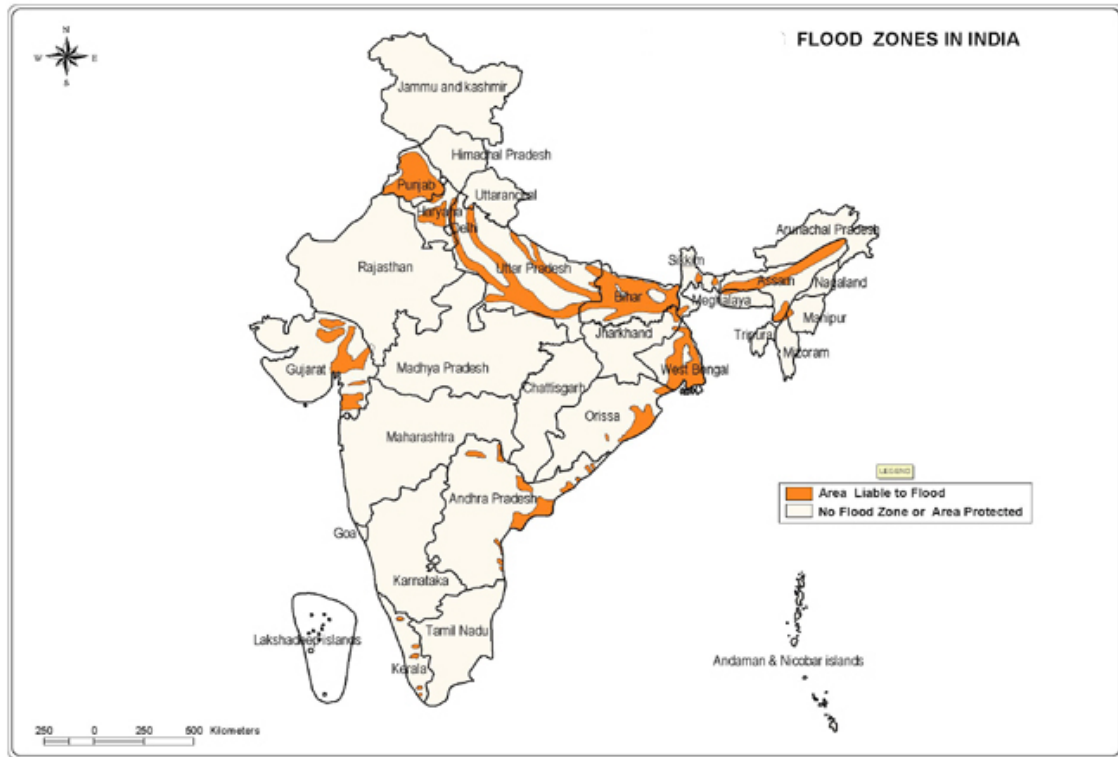 FLOOD ZONES IN INDIA
N
W E
S
Jammu and kashmir
Himachal Pradesh
Punjab
Uttaranchal
Haryana
Delhi
Arunachal Pradesh
Sikkim
Rajasthan
Uttar Pradesh
Assam
Nagaland
Bihar
Meghalaya
Manipur
Jharkhand
Tripura
Mizoram
Gujarat
Madhya Pradesh
West Bengal
Chattisgarh
Orissa
Maharashtra
LEGEND
Area Liable to Flood
No Flood Zone or Area Protected
Andhra Pradesh
Goa
Karnataka
Tamil Nadu
Lakshadeep islands
Kerala
Andaman & Nicobar islands
250 0 250 500 Kilometers